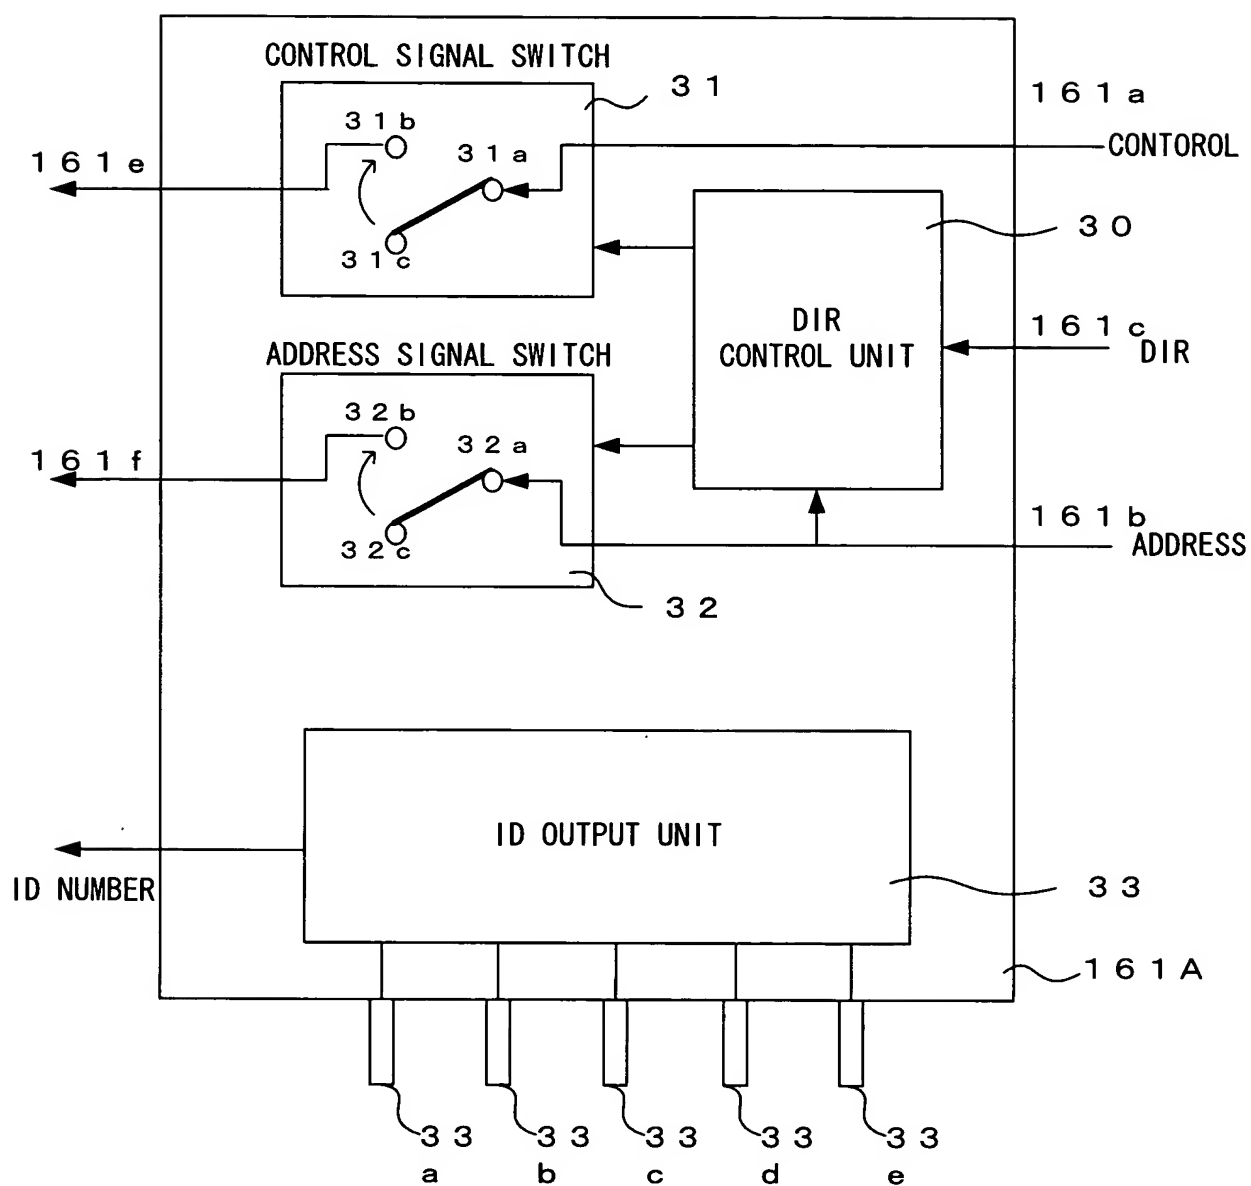 CONTROL SIGNAL SWITCH
31
161a
CONTOROL
31b
31a
161e
31c
30
DIR
CONTROL UNIT
161c
DIR
ADDRESS SIGNAL SWITCH
32b
32a
161f
32c
161b
ADDRESS
32
ID OUTPUT UNIT
ID NUMBER
33
161A
33 33 33 33 33
a b c d e